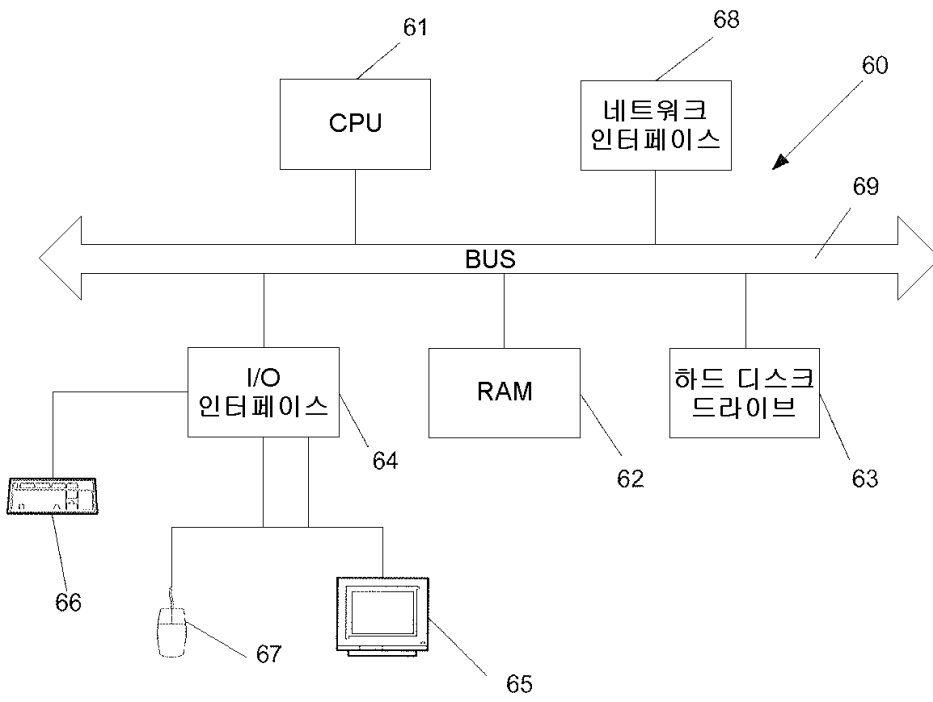 61
68
60
CPU
네트워크
인터페이스
69
BUS
I/O
인터페이스
RAM
하드 디스크
드라이브
64
62
63
66
67
65